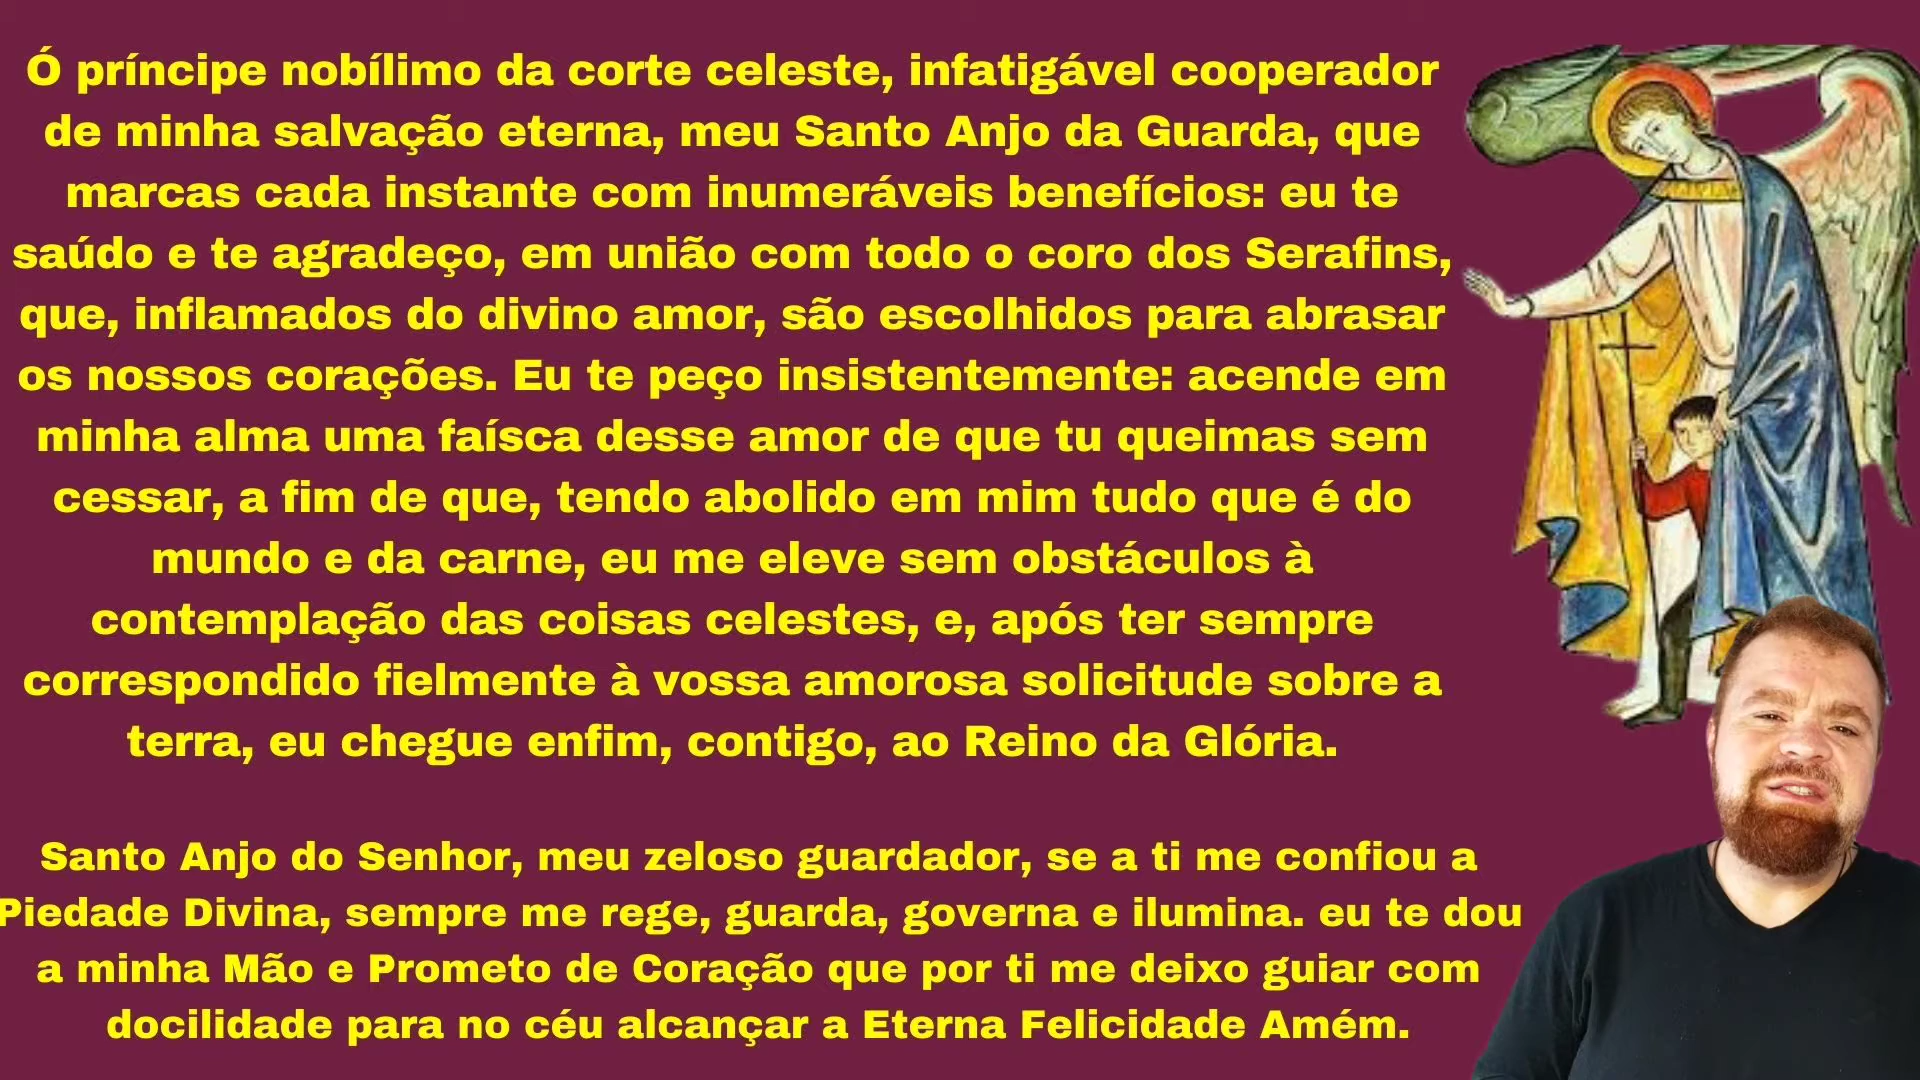 Ó príncipe nobílimo da corte celeste, infatigável cooperador
de minha salvação eterna, meu Santo Anjo da Guarda, que
marcas cada instante com inumeráveis benefícios: eu te
saúdo e te agradeço, em união com todo o coro dos Serafins,
que, inflamados do divino amor, são escolhidos para abrasar
os nossos corações. Eu te peço insistentemente: acende em
minha alma uma faísca desse amor de que tu queimas sem
cessar, a fim de que, tendo abolido em mim tudo que é do
mundo e da carne, eu me eleve sem obstáculos à
contemplação das coisas celestes, e, após ter sempre
correspondido fielmente à vossa amorosa solicitude sobre a
terra, eu chegue enfim, contigo, ao Reino da Glória.
Santo Anjo do Senhor, meu zeloso guardador, se a ti me confiou a
Piedade Divina, sempre me rege, guarda, governa e ilumina. eu te dou
a minha Mão e Prometo de Coração que por ti me deixo guiar com
docilidade para no céu alcançar a Eterna Felicidade Amém.